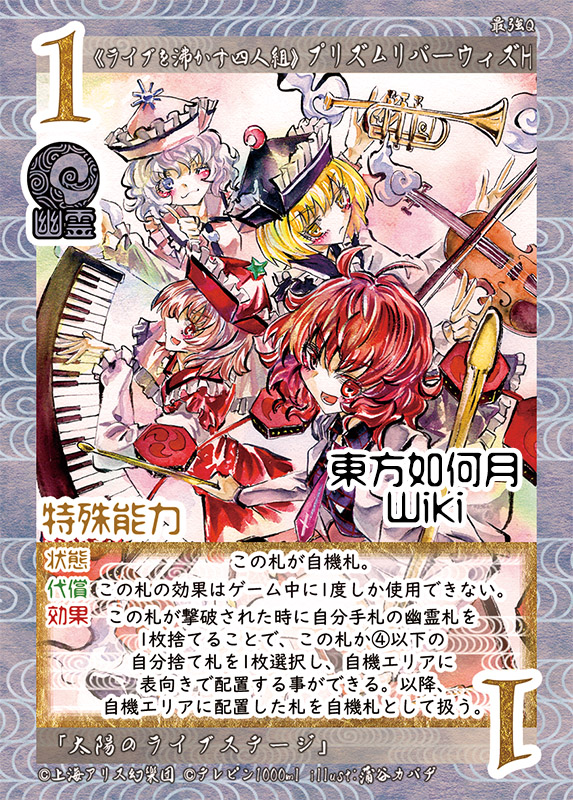 最強Q
1
《ライブを沸かす四人組》プリズムリバーウィズH
幽霊
東方如何月
Wiki
特殊能力
状態 この札が自機札。
代償 この札の効果はゲーム中に1度しか使用できない。
効果 この札が撃破された時に自分手札の幽霊札を
1枚捨てることで、この札か④以下の
自分捨て札を1枚選択し、自機エリアに
表向きで配置する事ができる。以降、
自機エリアに配置した札を自機札として扱う。
1
「大陽のライブステージ」
©上海アリス幻樂団 ©テレピン1000ml illust:蒲谷カバヂ